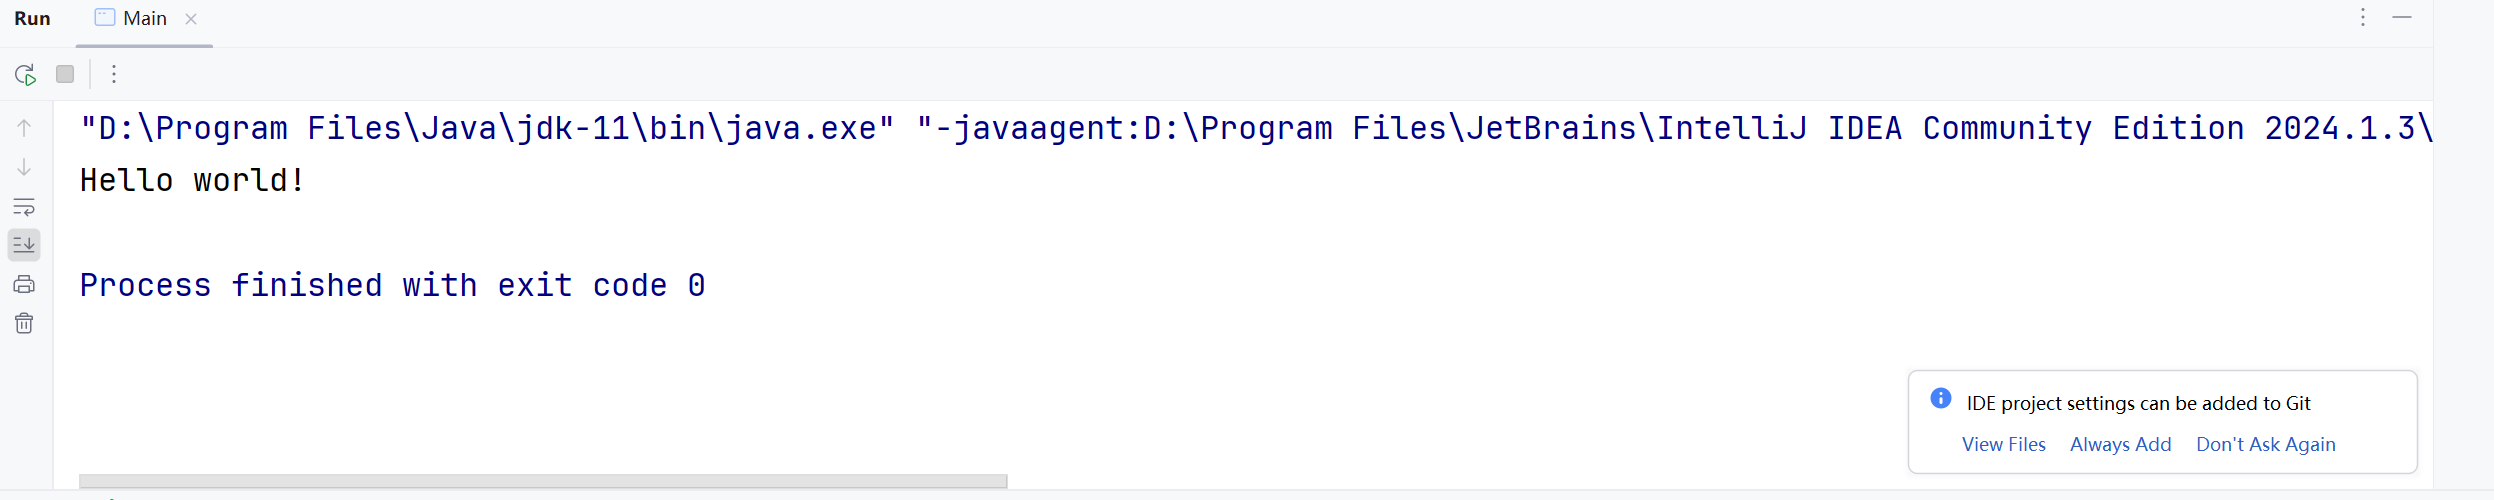 Run Main
"D:\Program Files\Java\jdk-11\bin\java.exe" "-javaagent:D:\Program Files\JetBrains\IntelliJ IDEA Community Edition 2024.1.3\
Hello world!
Process finished with exit code 0
IDE project settings can be added to Git
View Files Always Add Don't Ask Again